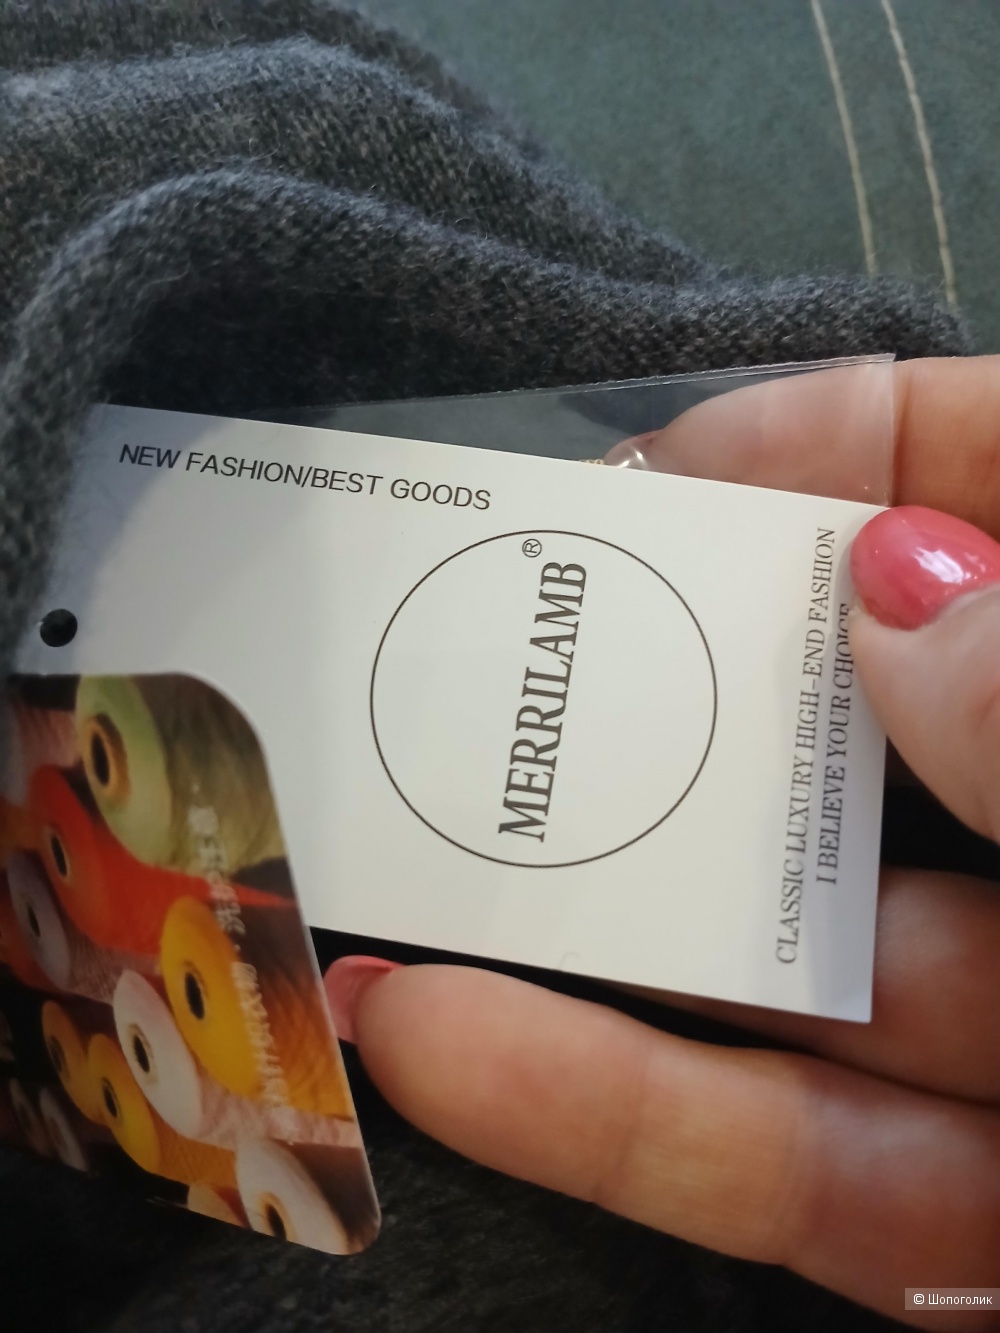 NEW FASHION/BEST GOODS
MERRILAMB®
CLASSIC LUXURY HIGH-END FASHION
I BELIEVE YOUR CHOICE
© Шопоголик